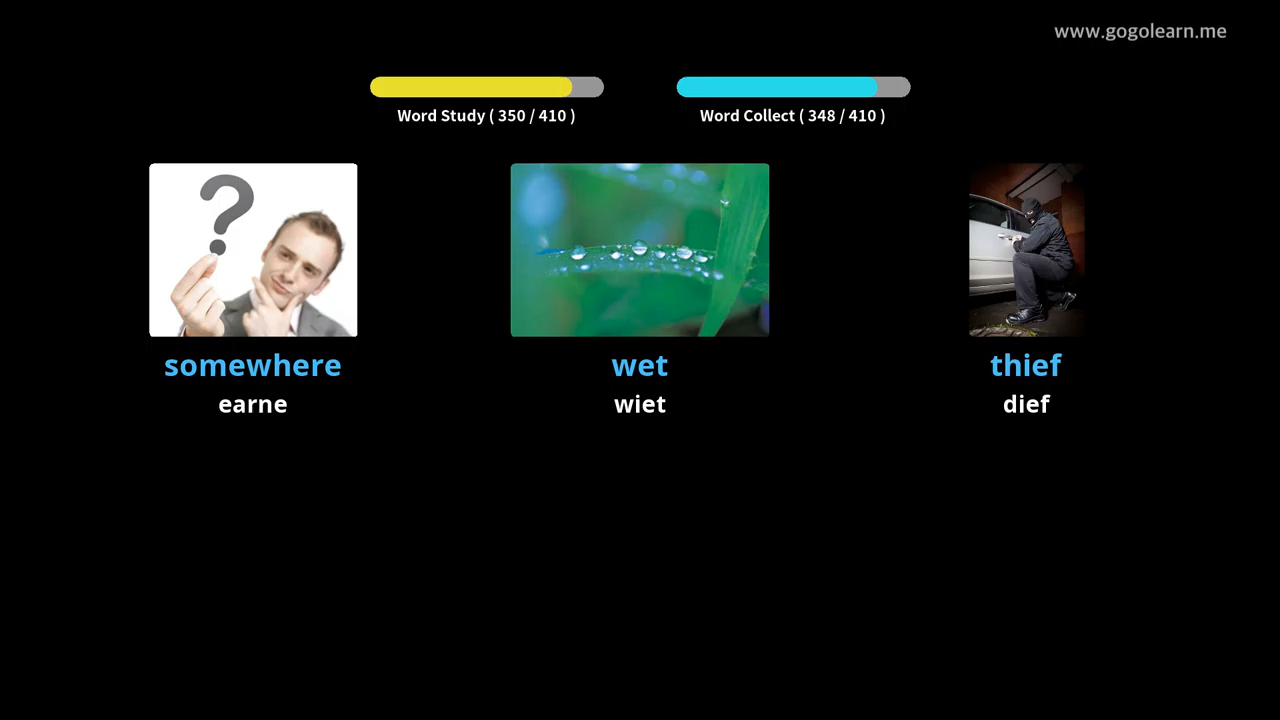 www.gogolearn.me
Word Study ( 350 / 410 )
Word Collect ( 348 / 410 )
somewhere
earne
wet
wiet
thief
dief